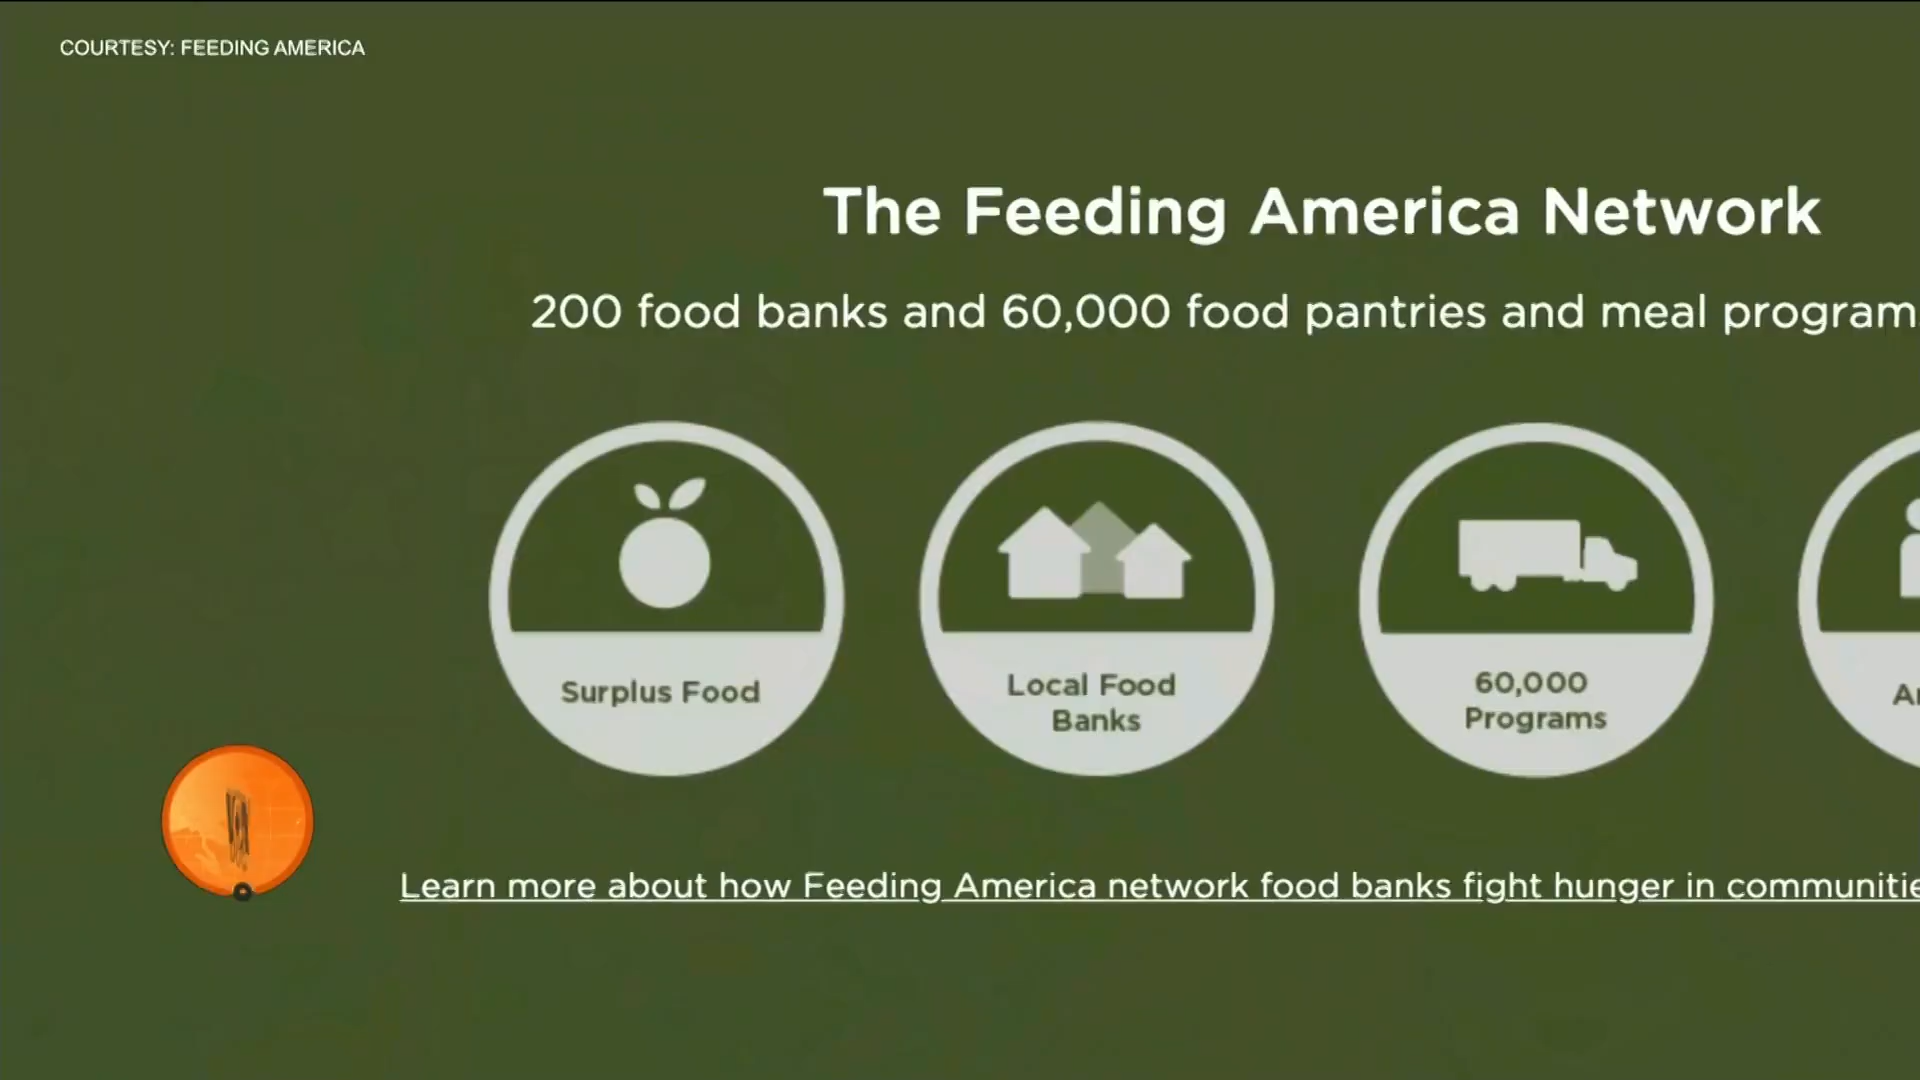 COURTESY: FEEDING AMERICA
The Feeding America Network
200 food banks and 60,000 food pantries and meal program
Surplus Food
Local Food
Banks
60,000
Programs
Learn more about how Feeding America network food banks fight hunger in communitie